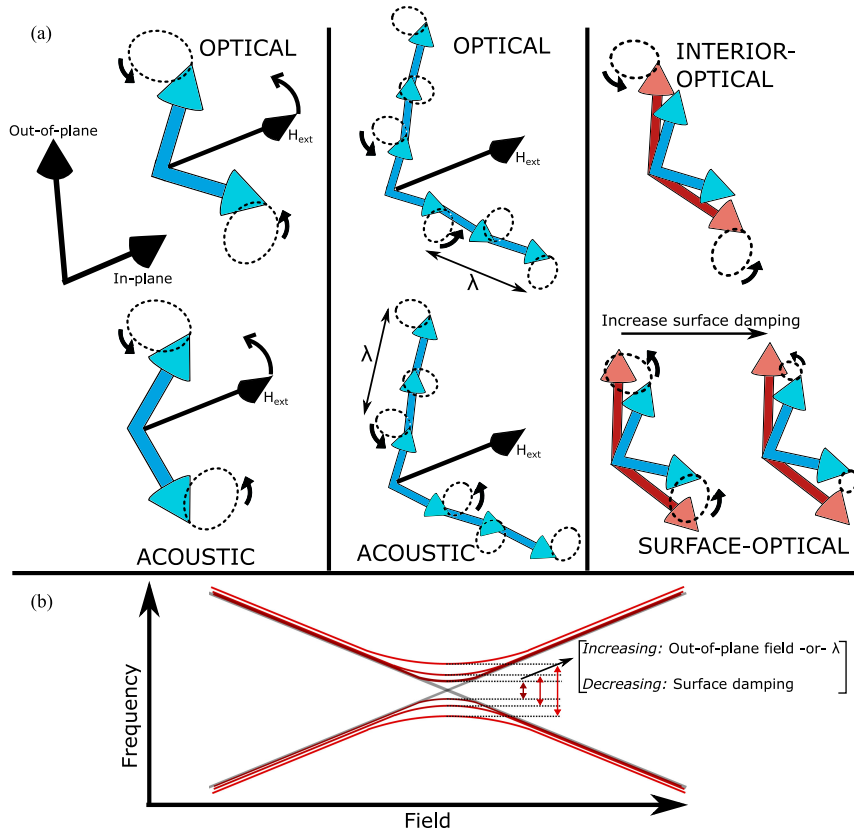 (a)
OPTICAL
OPTICAL
INTERIOR-
OPTICAL
Out-of-plane
H_ext
In-plane
H_ext
λ
Increase surface damping
λ
H_ext
H_ext
ACOUSTIC
ACOUSTIC
SURFACE-OPTICAL
(b)
Increasing: Out-of-plane field -or- λ
Decreasing: Surface damping
Frequency
Field